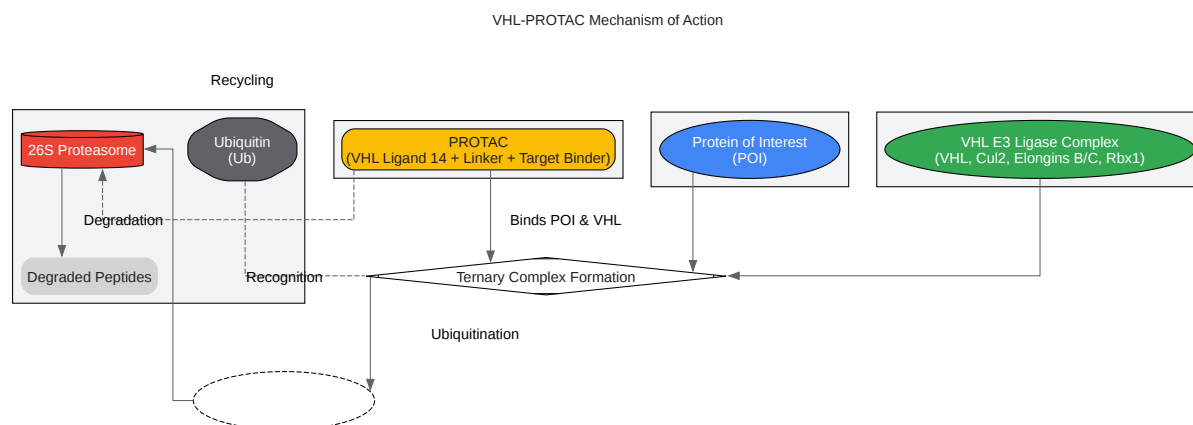 VHL-PROTAC Mechanism of Action
Recycling
26S Proteasome
Ubiquitin
(Ub)
PROTAC
(VHL Ligand 14 + Linker + Target Binder)
Protein of Interest
(POI)
VHL E3 Ligase Complex
(VHL, Cul2, Elongins B/C, Rbx1)
Degradation
Binds POI & VHL
Degraded Peptides
Recognition
Ternary Complex Formation
Ubiquitination